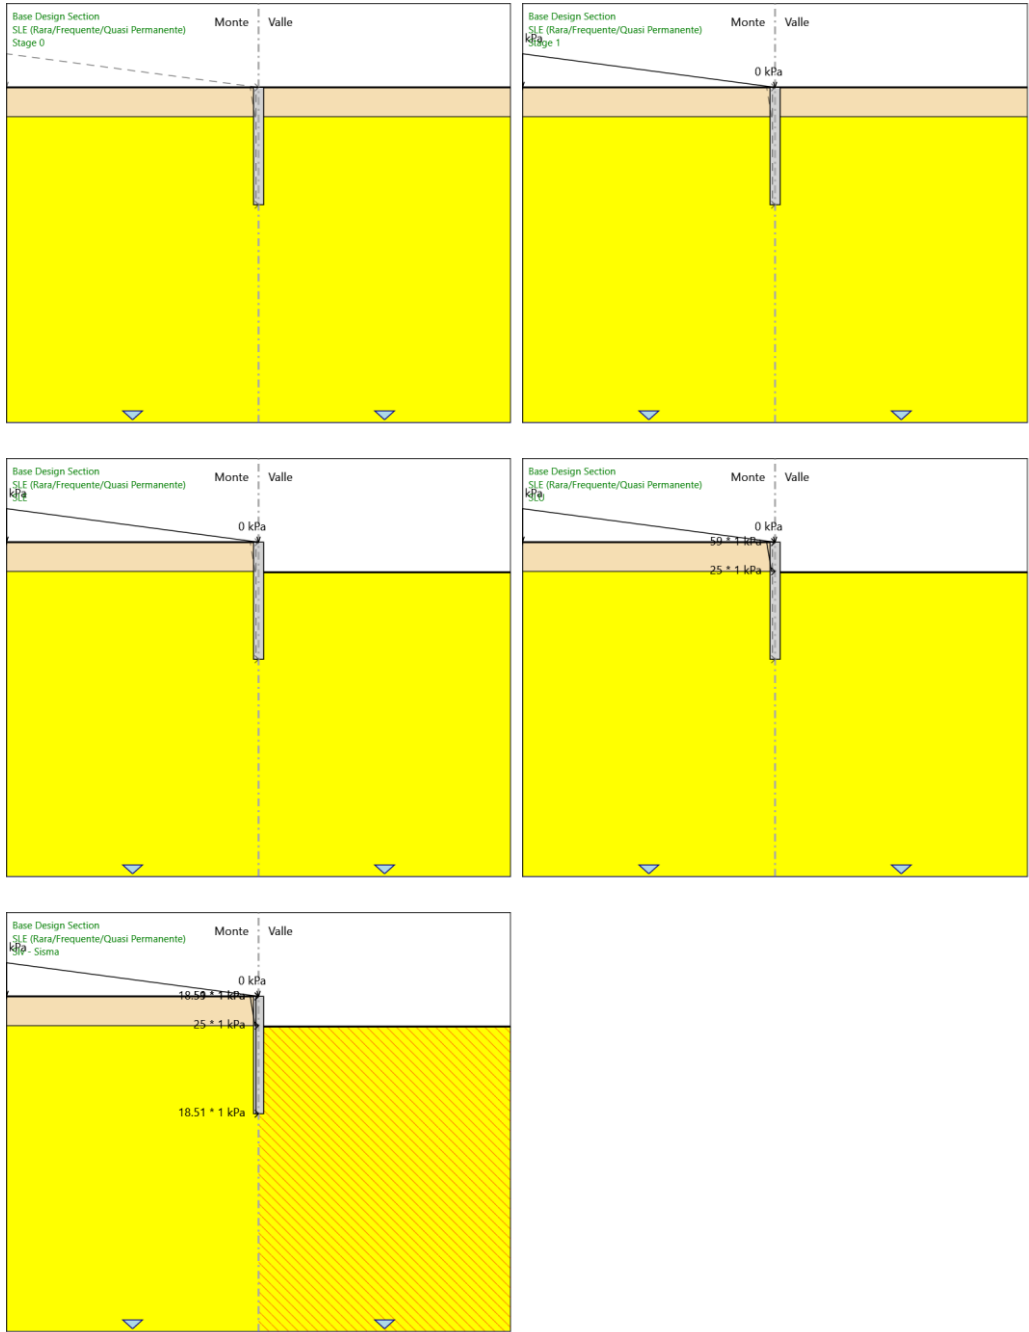 Base Design Section
SLE (Rara/Frequente/Quasi Permanente)
Stage 0
Monte
Valle
Base Design Section
SLE (Rara/Frequente/Quasi Permanente)
kPa
Stage 1
Monte
Valle
0 kPa
Base Design Section
SLE (Rara/Frequente/Quasi Permanente)
kPa
SLE
Monte
Valle
0 kPa
Base Design Section
SLE (Rara/Frequente/Quasi Permanente)
kPa
SLU
Monte
Valle
0 kPa
59 * 1 kPa
25 * 1 kPa
Base Design Section
SLE (Rara/Frequente/Quasi Permanente)
kPa
- Sisma
Monte
Valle
0 kPa
* 1 kPa
25 * 1 kPa
18.51 * 1 kPa